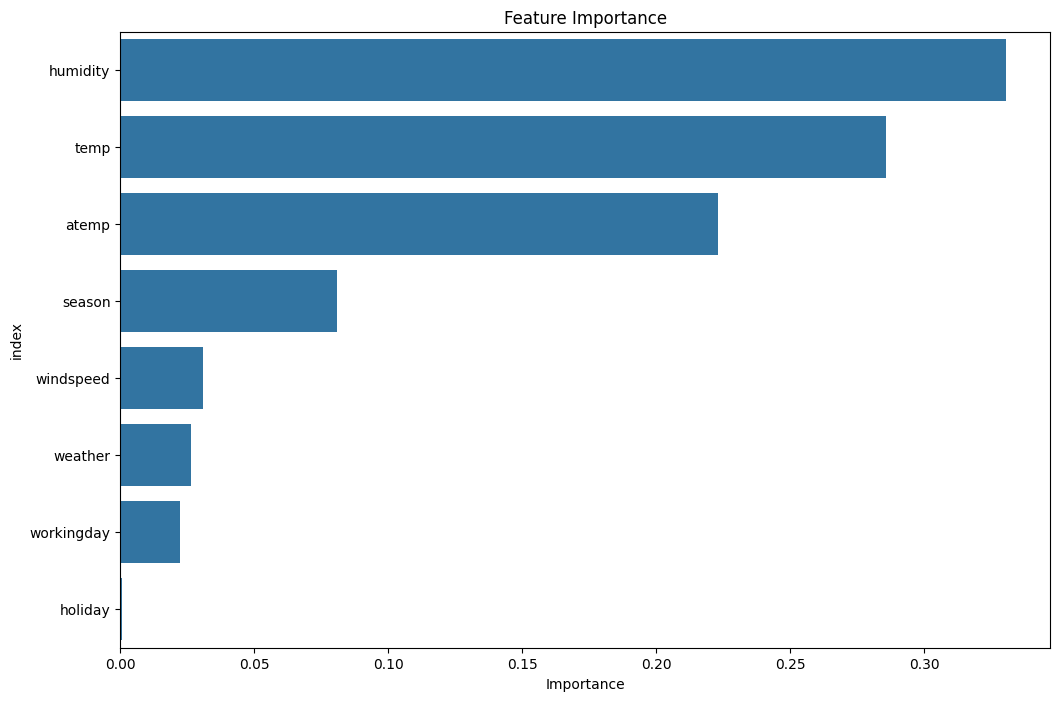 Feature Importance
humidity
temp
atemp
season
windspeed
weather
workingday
holiday
index
0.00 0.05 0.10 0.15 0.20 0.25 0.30
Importance